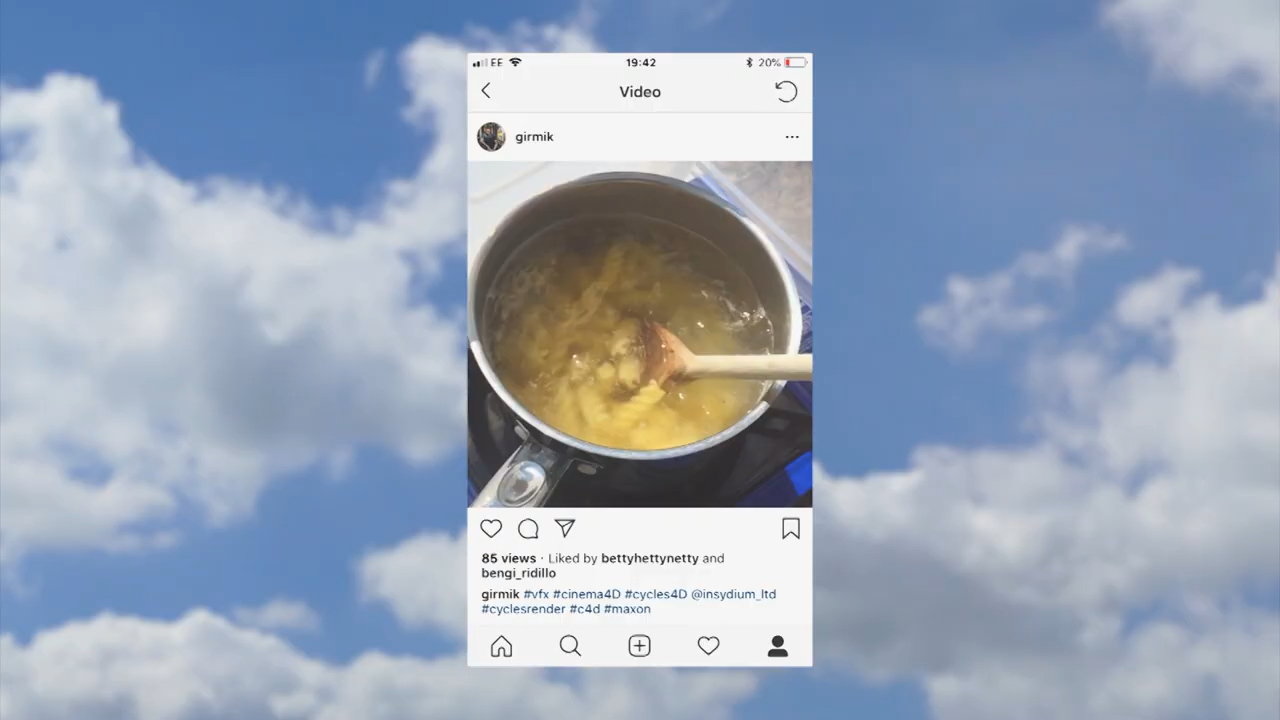 EE 19:42 20%
Video
girmik
85 views · Liked by bettyhettynetty and
bengi_ridillo
girmik #vfx #cinema4D #cycles4D @insydium_ltd
#cyclesrender #c4d #maxon